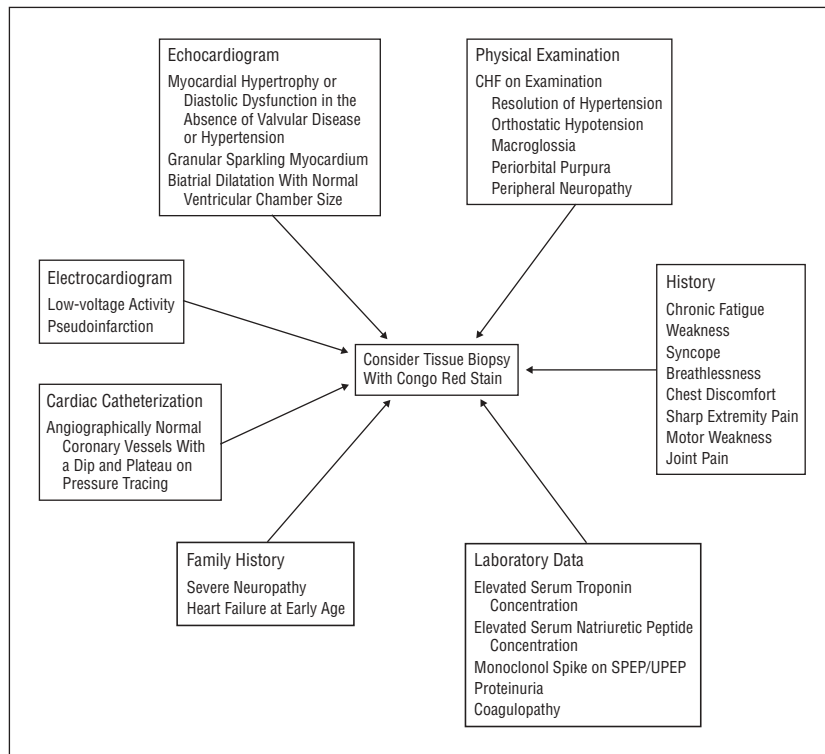 Echocardiogram
Myocardial Hypertrophy or
Diastolic Dysfunction in the
Absence of Valvular Disease
or Hypertension
Granular Sparkling Myocardium
Biatrial Dilatation With Normal
Ventricular Chamber Size
Physical Examination
CHF on Examination
Resolution of Hypertension
Orthostatic Hypotension
Macroglossia
Periorbital Purpura
Peripheral Neuropathy
Electrocardiogram
Low-voltage Activity
Pseudoinfarction
History
Chronic Fatigue
Weakness
Syncope
Breathlessness
Chest Discomfort
Sharp Extremity Pain
Motor Weakness
Joint Pain
Consider Tissue Biopsy
With Congo Red Stain
Cardiac Catheterization
Angiographically Normal
Coronary Vessels With
a Dip and Plateau on
Pressure Tracing
Family History
Severe Neuropathy
Heart Failure at Early Age
Laboratory Data
Elevated Serum Troponin
Concentration
Elevated Serum Natriuretic Peptide
Concentration
Monoclonol Spike on SPEP/UPEP
Proteinuria
Coagulopathy